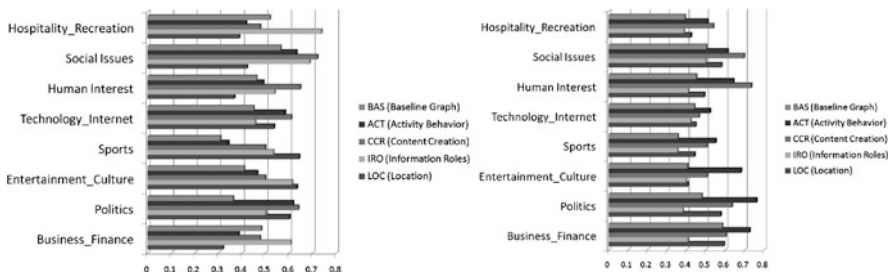 Hospitality_Recreation
Social Issues
Human Interest
Technology_Internet
Sports
Entertainment_Culture
Politics
Business_Finance
0 0.1 0.2 0.3 0.4 0.5 0.6 0.7 0.8
BAS (Baseline Graph)
ACT (Activity Behavior)
CCR (Content Creation)
IRO (Information Roles)
LOC (Location)
Hospitality_Recreation
Social Issues
Human Interest
Technology_Internet
Sports
Entertainment_Culture
Politics
Business_Finance
0 0.1 0.2 0.3 0.4 0.5 0.6 0.7 0.8
BAS (Baseline Graph)
ACT (Activity Behavior)
CCR (Content Creation)
IRO (Information Roles)
LOC (Location)